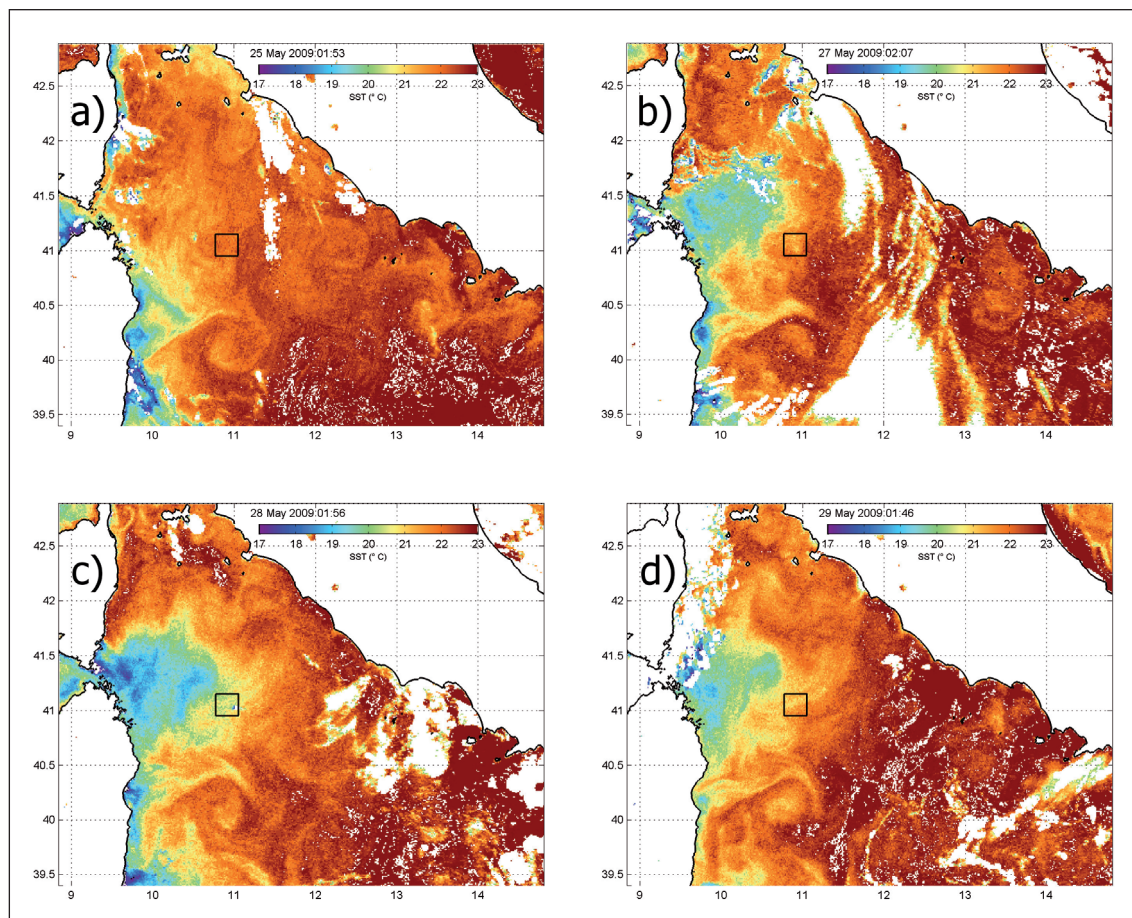 a)
25 May 2009.01:53
17 18 19 20 21 22 23
SST (° C)
42.5
42
41.5
41
40.5
40
39.5
9 10 11 12 13 14
b)
27 May 2009.02:07
17 18 19 20 21 22 23
SST (° C)
42.5
42
41.5
41
40.5
40
39.5
9 10 11 12 13 14
c)
28 May 2009.01:56
17 18 19 20 21 22 23
SST (° C)
42.5
42
41.5
41
40.5
40
39.5
9 10 11 12 13 14
d)
29 May 2009.01:46
17 18 19 20 21 22 23
SST (° C)
42.5
42
41.5
41
40.5
40
39.5
9 10 11 12 13 14